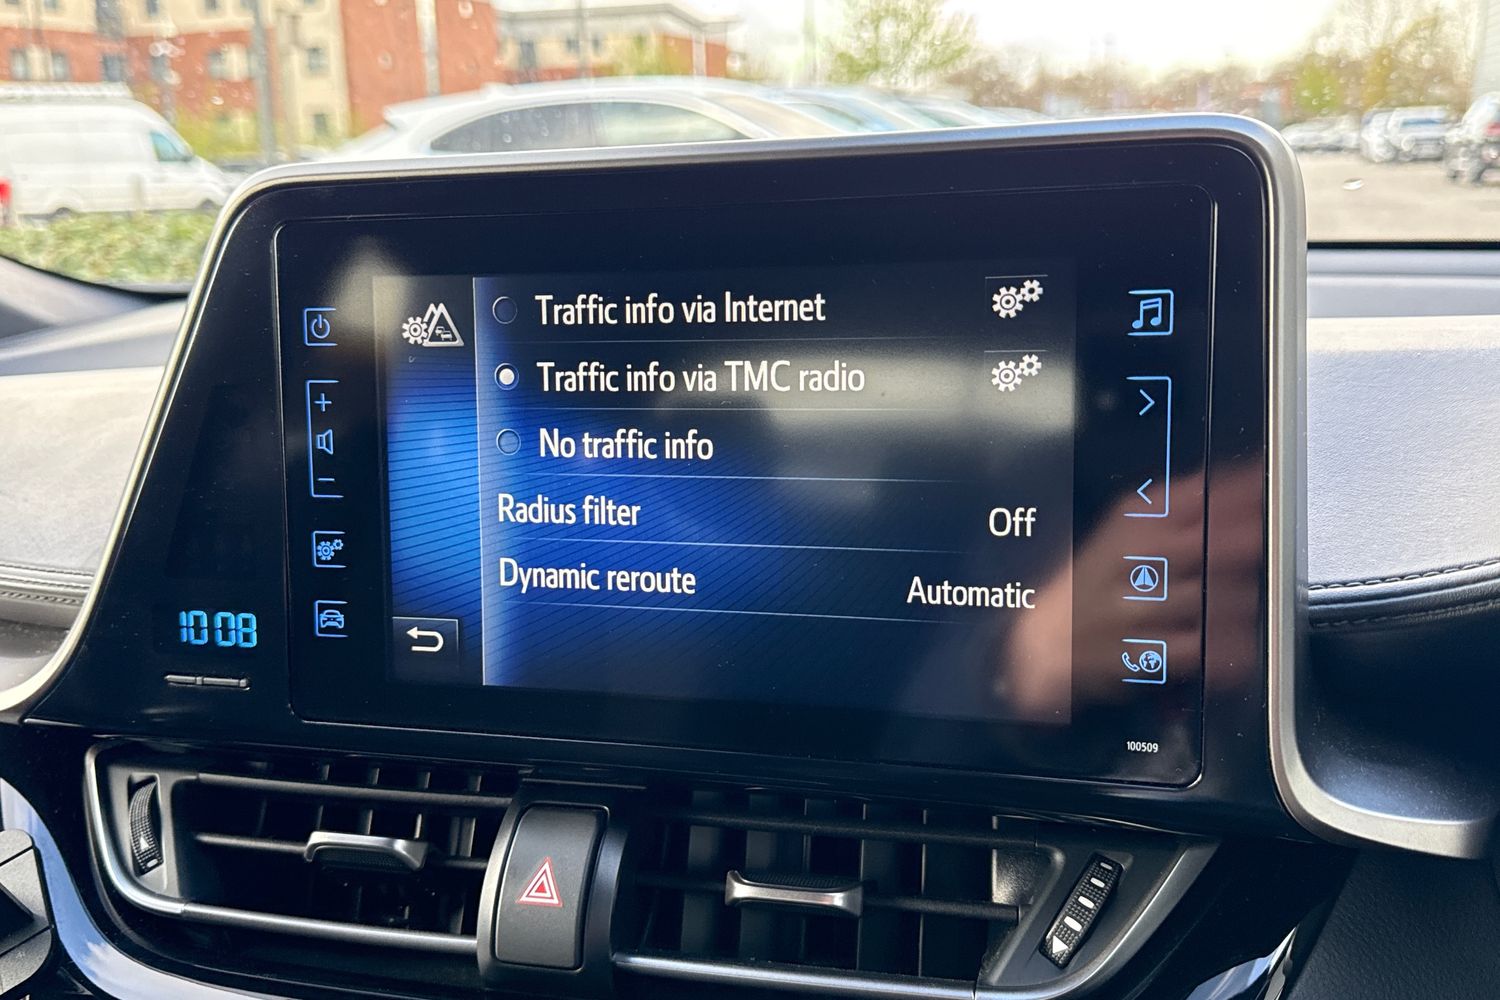 Traffic info via Internet
Traffic info via TMC radio
No traffic info
Radius filter Off
Dynamic reroute Automatic
10:08
100509